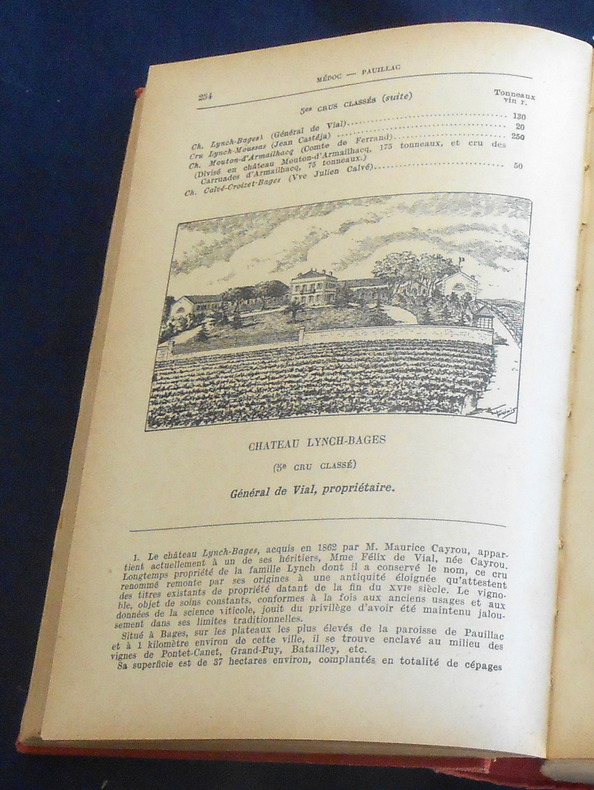 MÉDOC — PAUILLAC
254
5es CRUS CLASSÉS (suite)
Tonneaux
vin r.
Ch. Lynch-Bages1 (Général de Vial) 130
Cru Lynch-Moussas (Jean Castéja) 20
Ch. Mouton-d'Armailhacq (Comte de Ferrand) 250
(Divisé en château Mouton-d'Armailhacq, 175 tonneaux, et cru des
Carruades d'Armailhacq, 75 tonneaux.)
Ch. Calvé-Croizet-Bages (Vve Julien Calvé) 50
CHATEAU LYNCH-BAGES
(5e CRU CLASSÉ)
Général de Vial, propriétaire.
1. Le château Lynch-Bages, acquis en 1862 par M. Maurice Cayrou, appar-
tient actuellement à un de ses héritiers, Mme Félix de Vial, née Cayrou.
Longtemps propriété de la famille Lynch dont il a conservé le nom, ce cru
renommé remonte par ses origines à une antiquité éloignée qu'attestent
des titres existants de propriété datant de la fin du XVIe siècle. Le vigno-
ble, objet de soins constants, conformes à la fois aux anciens usages et aux
données de la science viticole, jouit du privilège d'avoir été maintenu jalou-
sement dans ses limites traditionnelles.
Situé à Bages, sur les plateaux les plus élevés de la paroisse de Pauillac
et à 1 kilomètre environ de cette ville, il se trouve enclavé au milieu des
vignes de Pontet-Canet, Grand-Puy, Batailley, etc.
Sa superficie est de 37 hectares environ, complantés en totalité de cépages